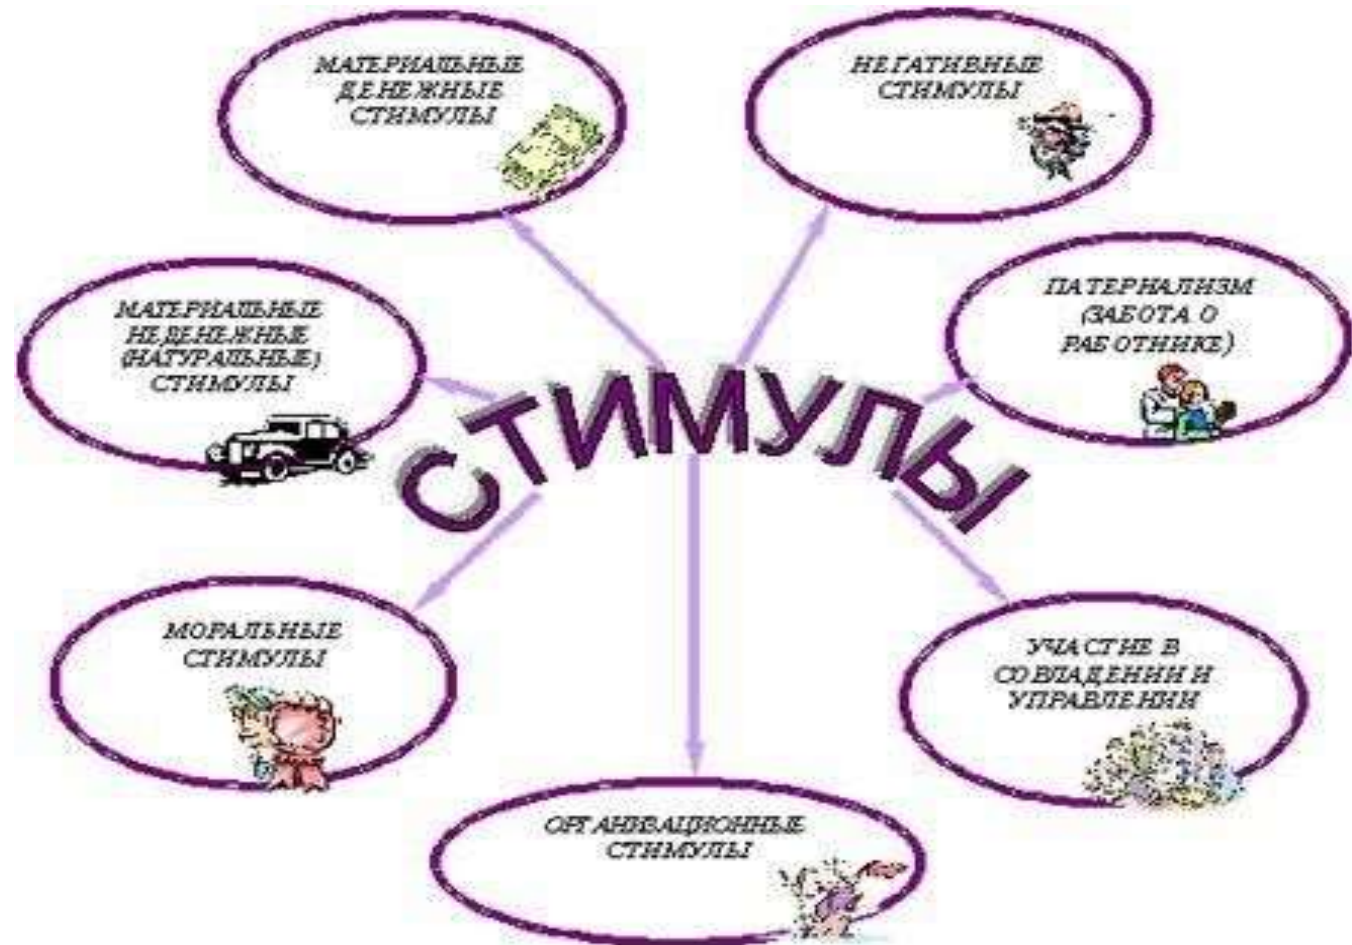 МАТЕРИАЛЬНЫЕ
ДЕНЕЖНЫЕ
СТИМУЛЫ
НЕГАТИВНЫЕ
СТИМУЛЫ
МАТЕРИАЛЬНЫЕ
НЕДЕНЕЖНЫЕ
(НАТУРАЛЬНЫЕ)
СТИМУЛЫ
ПАТЕРНАЛИЗМ
(ЗАБОТА О
РАБОТНИКЕ)
СТИМУЛЫ
МОРАЛЬНЫЕ
СТИМУЛЫ
УЧАСТИЕ В
СОВЛАДЕНИИ И
УПРАВЛЕНИИ
ОРГАНИЗАЦИОННЫЕ
СТИМУЛЫ